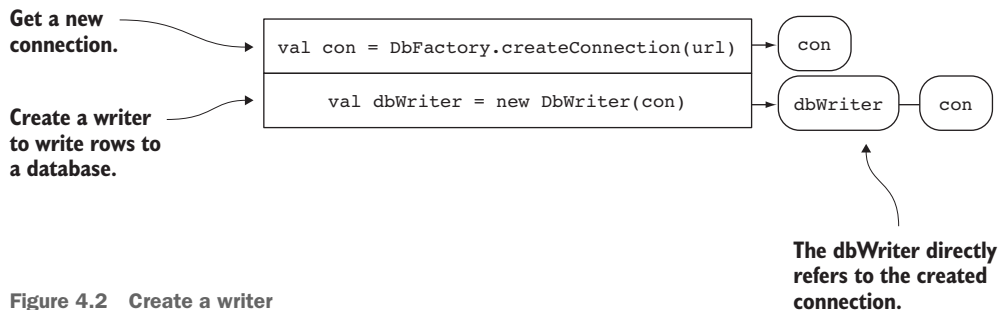 Get a new
connection.
val con = DbFactory.createConnection(url)
con
Create a writer
to write rows to
a database.
val dbWriter = new DbWriter(con)
dbWriter
con
The dbWriter directly
refers to the created
connection.
Figure 4.2 Create a writer